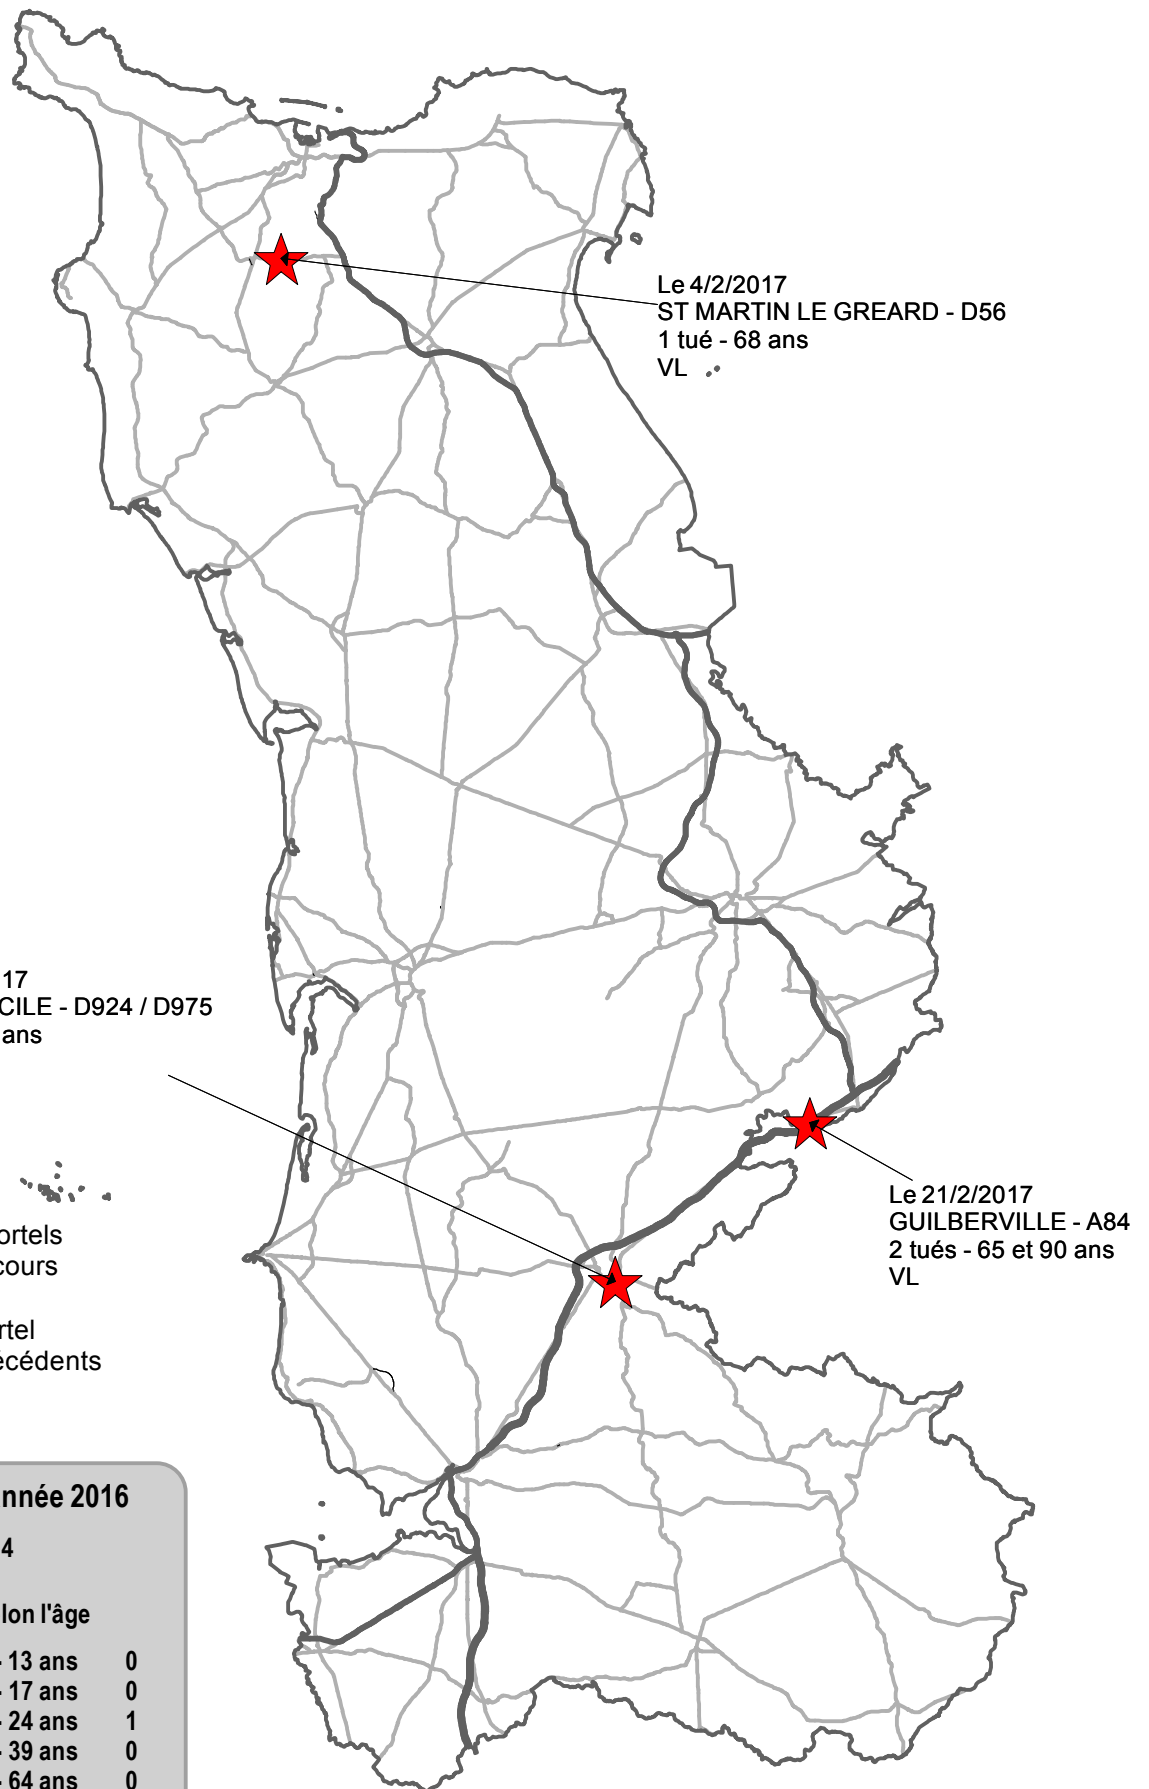 Le 4/2/2017
ST MARTIN LE GREARD - D56
1 tué - 68 ans
VL
17
CILE - D924 / D975
ans
Le 21/2/2017
GUILBERVILLE - A84
2 tués - 65 et 90 ans
VL
ortels
cours
rtel
écédents
nnée 2016
4
lon l'âge
- 13 ans 0
- 17 ans 0
- 24 ans 1
- 39 ans 0
- 64 ans 0